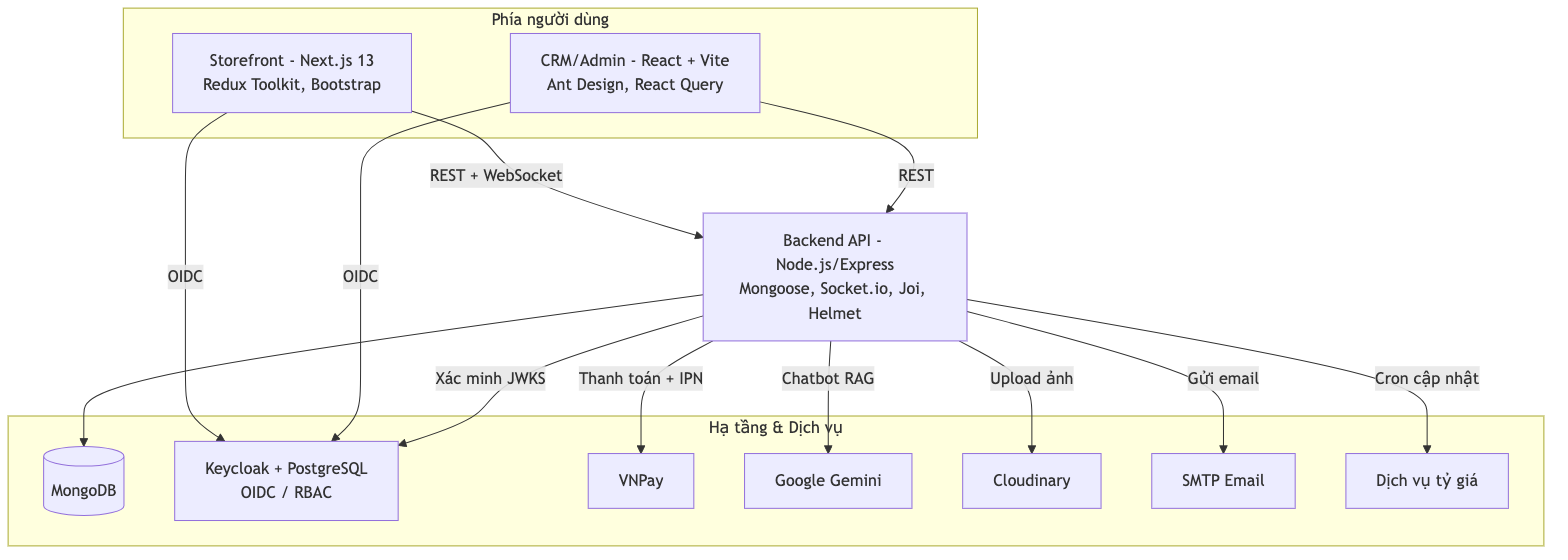 Phía người dùng
Storefront - Next.js 13
Redux Toolkit, Bootstrap
CRM/Admin - React + Vite
Ant Design, React Query
REST + WebSocket
REST
OIDC
OIDC
Backend API -
Node.js/Express
Mongoose, Socket.io, Joi,
Helmet
Xác minh JWKS
Thanh toán + IPN
Chatbot RAG
Upload ảnh
Gửi email
Cron cập nhật
Hạ tầng & Dịch vụ
MongoDB
Keycloak + PostgreSQL
OIDC / RBAC
VNPay
Google Gemini
Cloudinary
SMTP Email
Dịch vụ tỷ giá